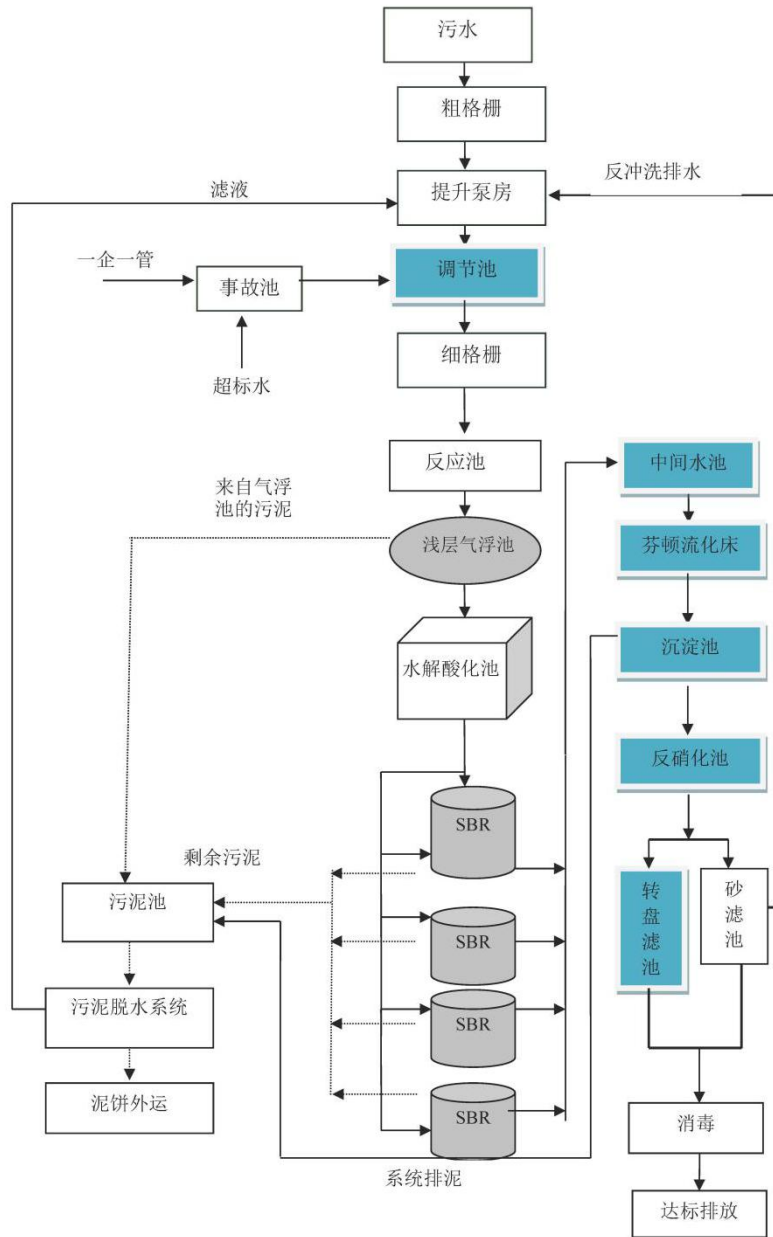 污水
粗格栅
滤液
提升泵房
反冲洗排水
一企一管
事故池
调节池
超标水
细格栅
反应池
中间水池
来自气浮
池的污泥
浅层气浮池
芬顿流化床
水解酸化池
沉淀池
反硝化池
SBR
剩余污泥
污泥池
转盘滤池
砂滤池
SBR
污泥脱水系统
SBR
泥饼外运
SBR
消毒
系统排泥
达标排放